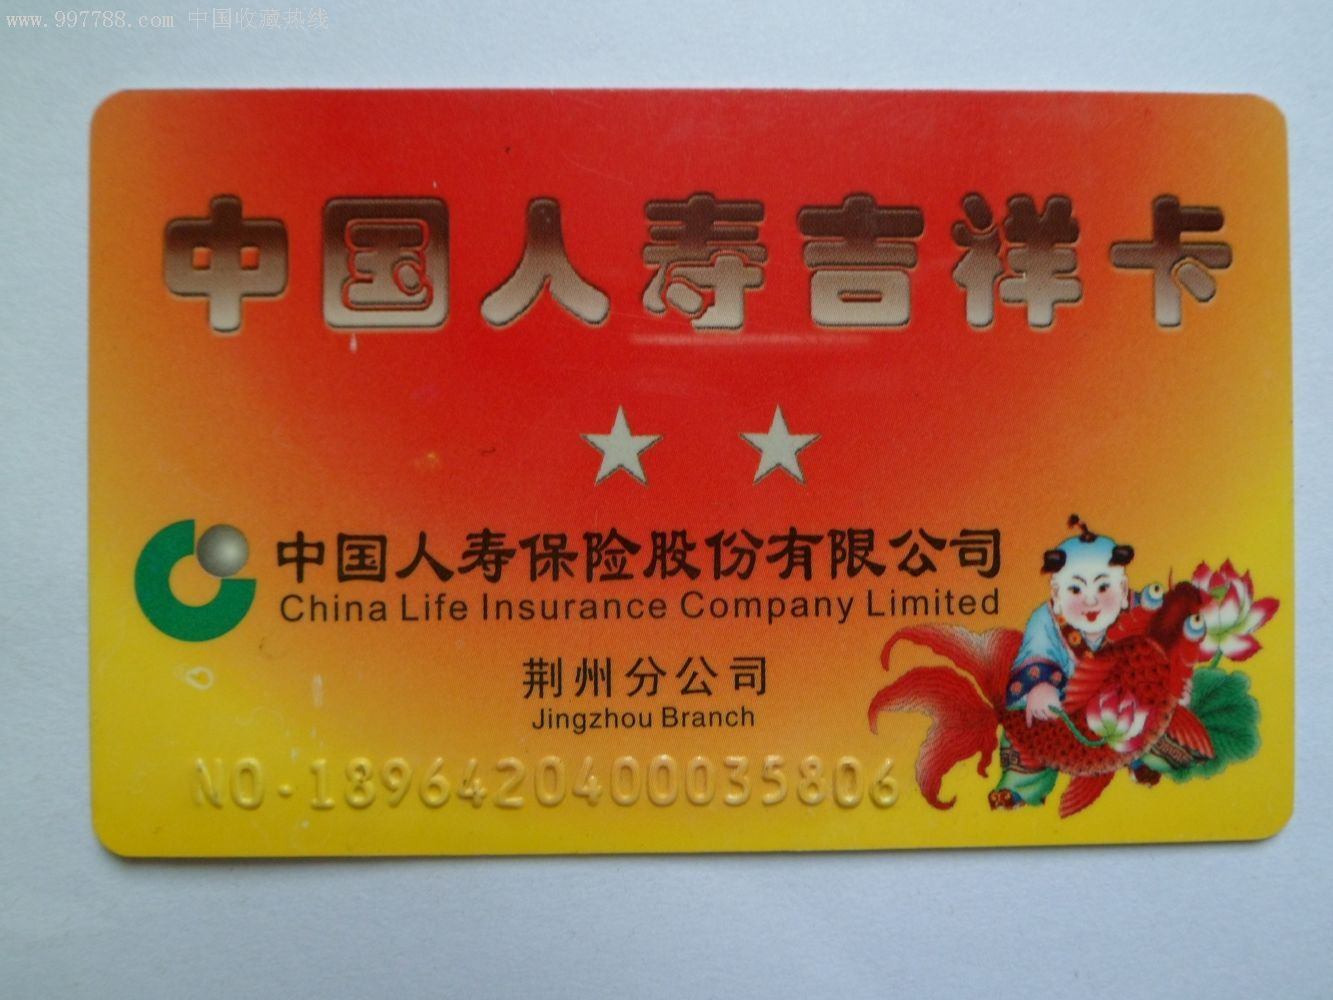 www.997788.com 中国收藏热线
中国人寿吉祥卡
中国人寿保险股份有限公司
China Life Insurance Company Limited
荆州分公司
Jingzhou Branch
NO·1896420400035806